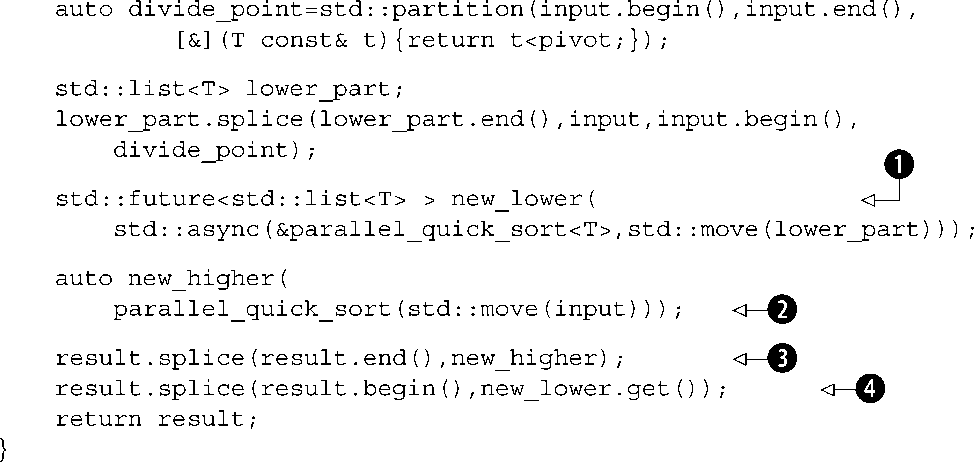 auto divide_point=std::partition(input.begin(),input.end(),
[&](T const& t){return t<pivot;});
std::list<T> lower_part;
lower_part.splice(lower_part.end(),input,input.begin(),
divide_point);
1
std::future<std::list<T> > new_lower(
std::async(&parallel_quick_sort<T>,std::move(lower_part)));
auto new_higher(
parallel_quick_sort(std::move(input))); 2
result.splice(result.end(),new_higher); 3
result.splice(result.begin(),new_lower.get()); 4
return result;
}